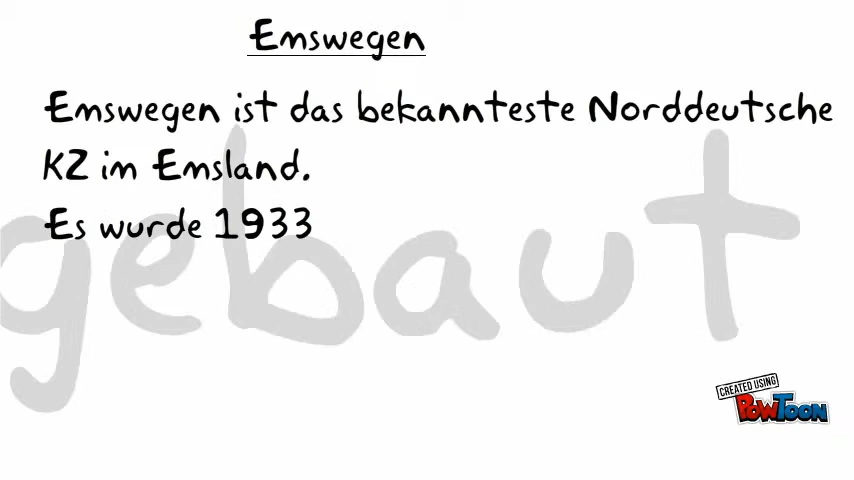 Emswegen
Emswegen ist das bekannteste Norddeutsche
KZ im Emsland.
Es wurde 1933
gebaut
CREATED USING
POWTOON